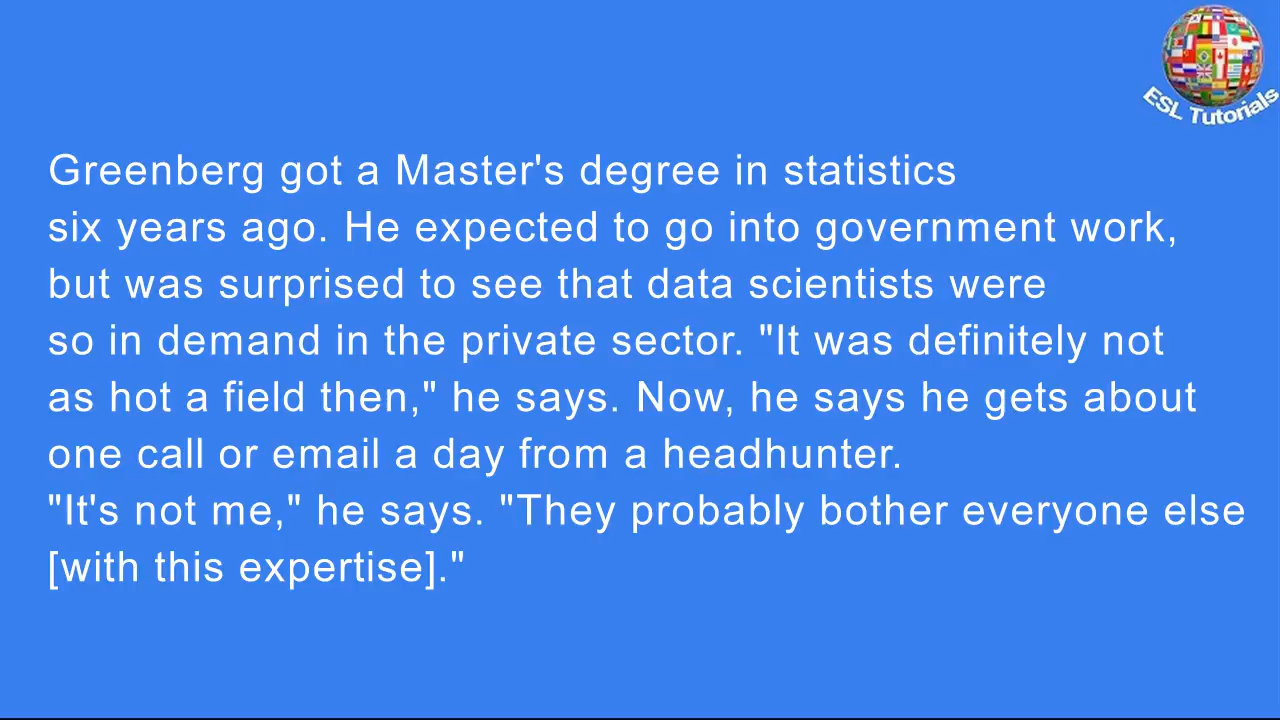 ESL Tutorials
Greenberg got a Master's degree in statistics
six years ago. He expected to go into government work,
but was surprised to see that data scientists were
so in demand in the private sector. "It was definitely not
as hot a field then," he says. Now, he says he gets about
one call or email a day from a headhunter.
"It's not me," he says. "They probably bother everyone else
[with this expertise]."